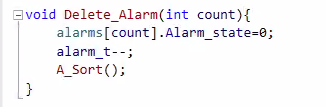 void Delete_Alarm(int count){
alarms[count].Alarm_state=0;
alarm_t--;
A_Sort();
}